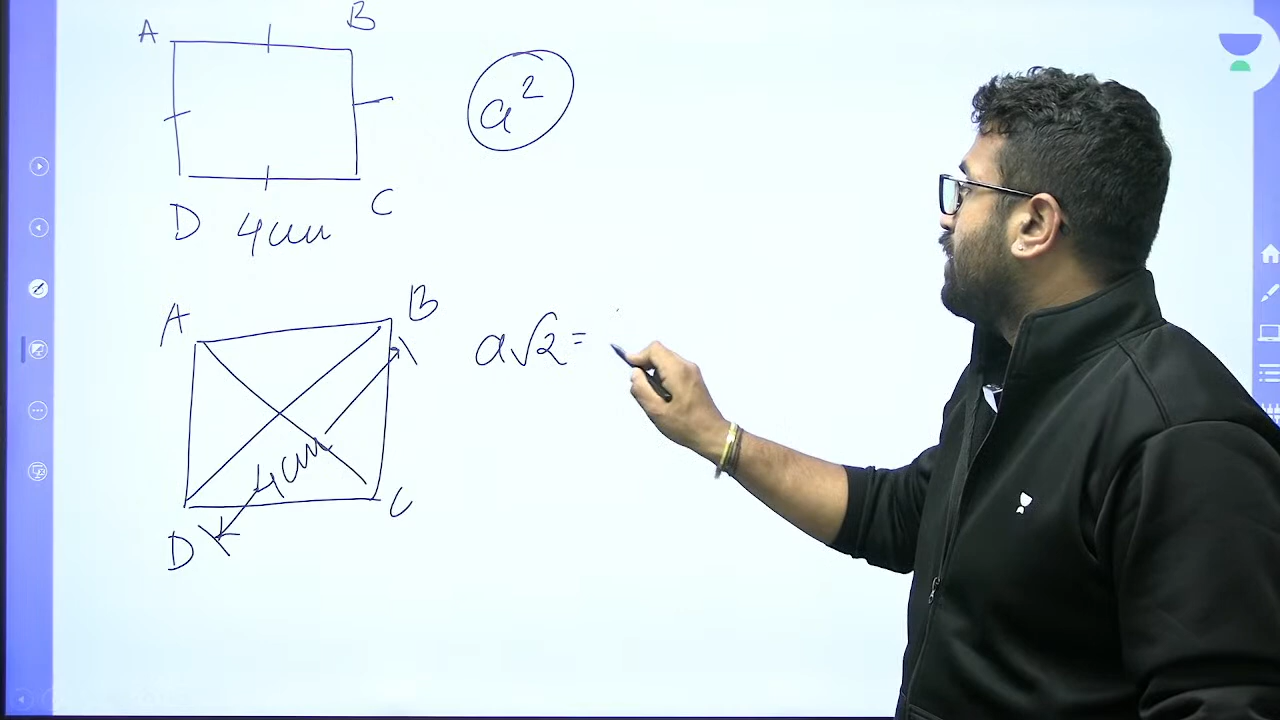 A B
a²
D 4cm C
A B
a√2 =
4cm
D C